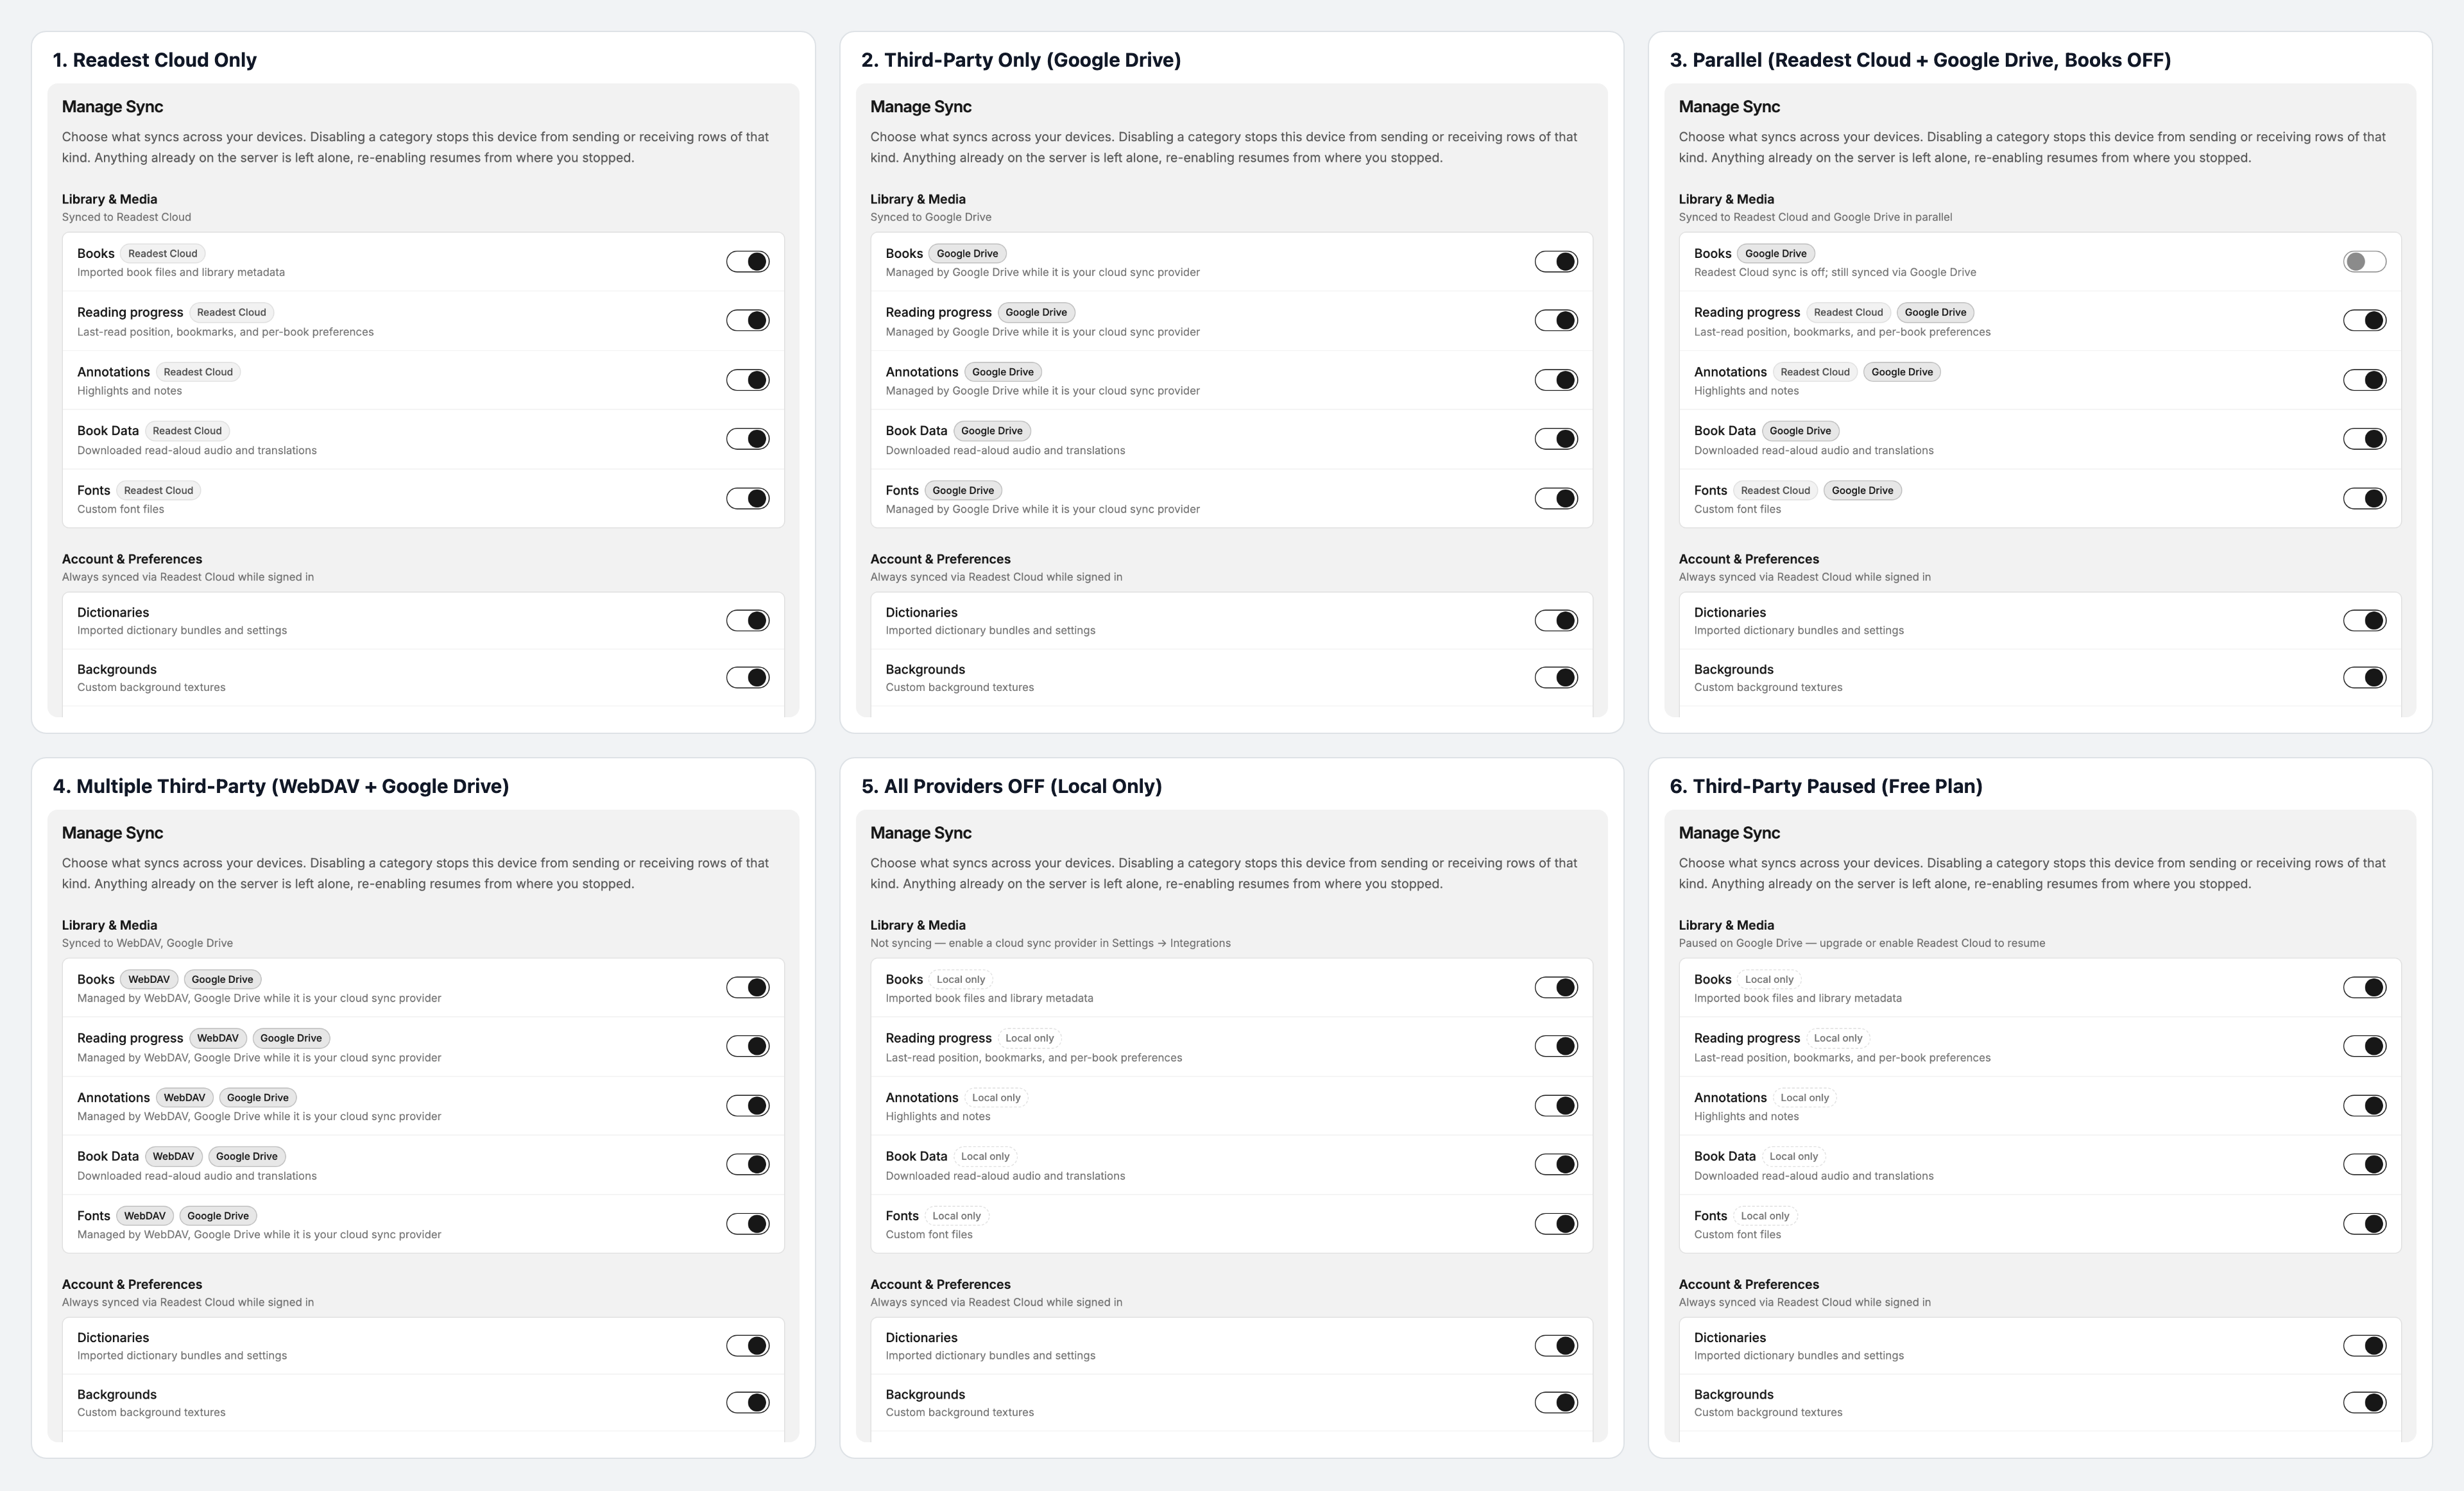 1. Readest Cloud Only
Manage Sync
Choose what syncs across your devices. Disabling a category stops this device from sending or receiving rows of that
kind. Anything already on the server is left alone, re-enabling resumes from where you stopped.
Library & Media
Synced to Readest Cloud
Books Readest Cloud
Imported book files and library metadata
Reading progress Readest Cloud
Last-read position, bookmarks, and per-book preferences
Annotations Readest Cloud
Highlights and notes
Book Data Readest Cloud
Downloaded read-aloud audio and translations
Fonts Readest Cloud
Custom font files
Account & Preferences
Always synced via Readest Cloud while signed in
Dictionaries
Imported dictionary bundles and settings
Backgrounds
Custom background textures
2. Third-Party Only (Google Drive)
Manage Sync
Choose what syncs across your devices. Disabling a category stops this device from sending or receiving rows of that
kind. Anything already on the server is left alone, re-enabling resumes from where you stopped.
Library & Media
Synced to Google Drive
Books Google Drive
Managed by Google Drive while it is your cloud sync provider
Reading progress Google Drive
Managed by Google Drive while it is your cloud sync provider
Annotations Google Drive
Managed by Google Drive while it is your cloud sync provider
Book Data Google Drive
Downloaded read-aloud audio and translations
Fonts Google Drive
Managed by Google Drive while it is your cloud sync provider
Account & Preferences
Always synced via Readest Cloud while signed in
Dictionaries
Imported dictionary bundles and settings
Backgrounds
Custom background textures
3. Parallel (Readest Cloud + Google Drive, Books OFF)
Manage Sync
Choose what syncs across your devices. Disabling a category stops this device from sending or receiving rows of that
kind. Anything already on the server is left alone, re-enabling resumes from where you stopped.
Library & Media
Synced to Readest Cloud and Google Drive in parallel
Books Google Drive
Readest Cloud sync is off; still synced via Google Drive
Reading progress Readest Cloud Google Drive
Last-read position, bookmarks, and per-book preferences
Annotations Readest Cloud Google Drive
Highlights and notes
Book Data Google Drive
Downloaded read-aloud audio and translations
Fonts Readest Cloud Google Drive
Custom font files
Account & Preferences
Always synced via Readest Cloud while signed in
Dictionaries
Imported dictionary bundles and settings
Backgrounds
Custom background textures
4. Multiple Third-Party (WebDAV + Google Drive)
Manage Sync
Choose what syncs across your devices. Disabling a category stops this device from sending or receiving rows of that
kind. Anything already on the server is left alone, re-enabling resumes from where you stopped.
Library & Media
Synced to WebDAV, Google Drive
Books WebDAV Google Drive
Managed by WebDAV, Google Drive while it is your cloud sync provider
Reading progress WebDAV Google Drive
Managed by WebDAV, Google Drive while it is your cloud sync provider
Annotations WebDAV Google Drive
Managed by WebDAV, Google Drive while it is your cloud sync provider
Book Data WebDAV Google Drive
Downloaded read-aloud audio and translations
Fonts WebDAV Google Drive
Managed by WebDAV, Google Drive while it is your cloud sync provider
Account & Preferences
Always synced via Readest Cloud while signed in
Dictionaries
Imported dictionary bundles and settings
Backgrounds
Custom background textures
5. All Providers OFF (Local Only)
Manage Sync
Choose what syncs across your devices. Disabling a category stops this device from sending or receiving rows of that
kind. Anything already on the server is left alone, re-enabling resumes from where you stopped.
Library & Media
Not syncing — enable a cloud sync provider in Settings → Integrations
Books Local only
Imported book files and library metadata
Reading progress Local only
Last-read position, bookmarks, and per-book preferences
Annotations Local only
Highlights and notes
Book Data Local only
Downloaded read-aloud audio and translations
Fonts Local only
Custom font files
Account & Preferences
Always synced via Readest Cloud while signed in
Dictionaries
Imported dictionary bundles and settings
Backgrounds
Custom background textures
6. Third-Party Paused (Free Plan)
Manage Sync
Choose what syncs across your devices. Disabling a category stops this device from sending or receiving rows of that
kind. Anything already on the server is left alone, re-enabling resumes from where you stopped.
Library & Media
Paused on Google Drive — upgrade or enable Readest Cloud to resume
Books Local only
Imported book files and library metadata
Reading progress Local only
Last-read position, bookmarks, and per-book preferences
Annotations Local only
Highlights and notes
Book Data Local only
Downloaded read-aloud audio and translations
Fonts Local only
Custom font files
Account & Preferences
Always synced via Readest Cloud while signed in
Dictionaries
Imported dictionary bundles and settings
Backgrounds
Custom background textures